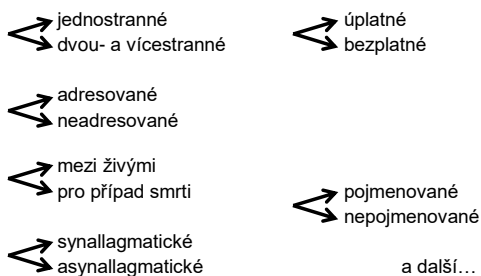 jednostranné
dvou- a vícestranné
úplatné
bezplatné
adresované
neadresované
mezi živými
pro případ smrti
pojmenované
nepojmenované
synallagmatické
asynallagmatické
a další…